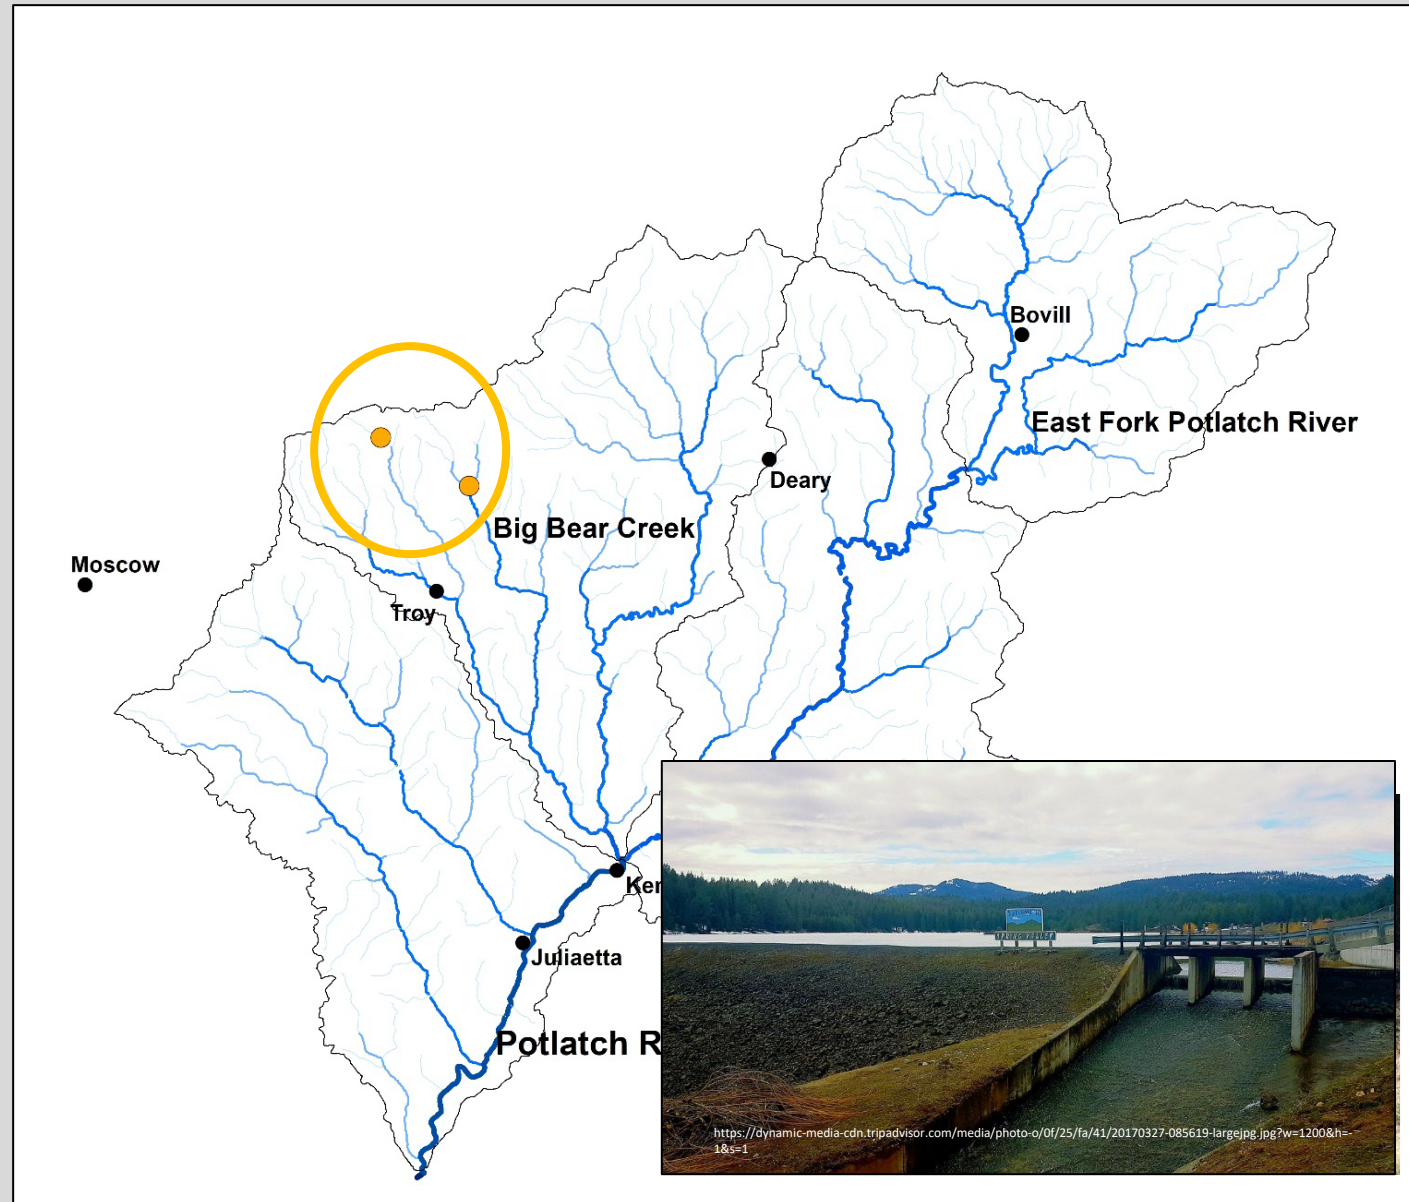 Bovill
East Fork Potlatch River
Deary
Big Bear Creek
Moscow
Troy
Ken
Juliaetta
Potlatch R
https://dynamic-media-cdn.tripadvisor.com/media/photo-o/0f/25/fa/41/20170327-085619-largejpg.jpg?w=1200&h=-
1&s=1